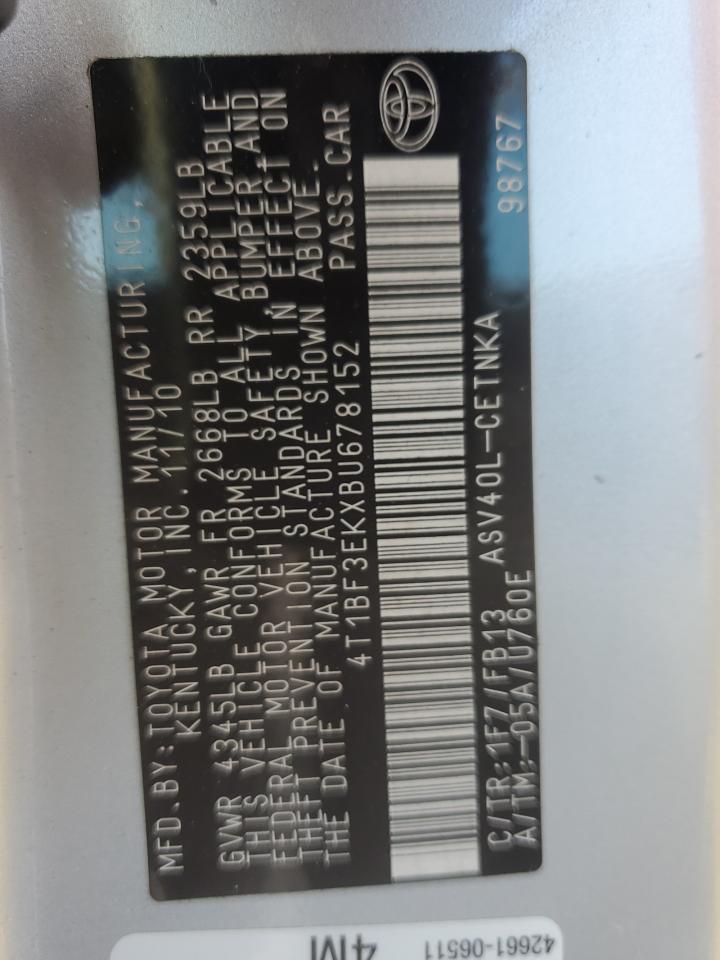 MFD.BY:TOYOTA MOTOR MANUFACTURING,
KENTUCKY,INC.11/10
GVWR 4345LB GAWR FR 2668LB RR 2359LB
THIS VEHICLE CONFORMS TO ALL APPLICABLE
FEDERAL MOTOR VEHICLE SAFETY, BUMPER AND
THEFT PREVENTION STANDARDS IN EFFECT ON
THE DATE OF MANUFACTURE SHOWN ABOVE.
4T1BF3EKXBU678152 PASS.CAR
C/TR:1F7/FB13 ASV40L-CETNKA 98767
A/TM:-05A/U760E
4M 42661-06511